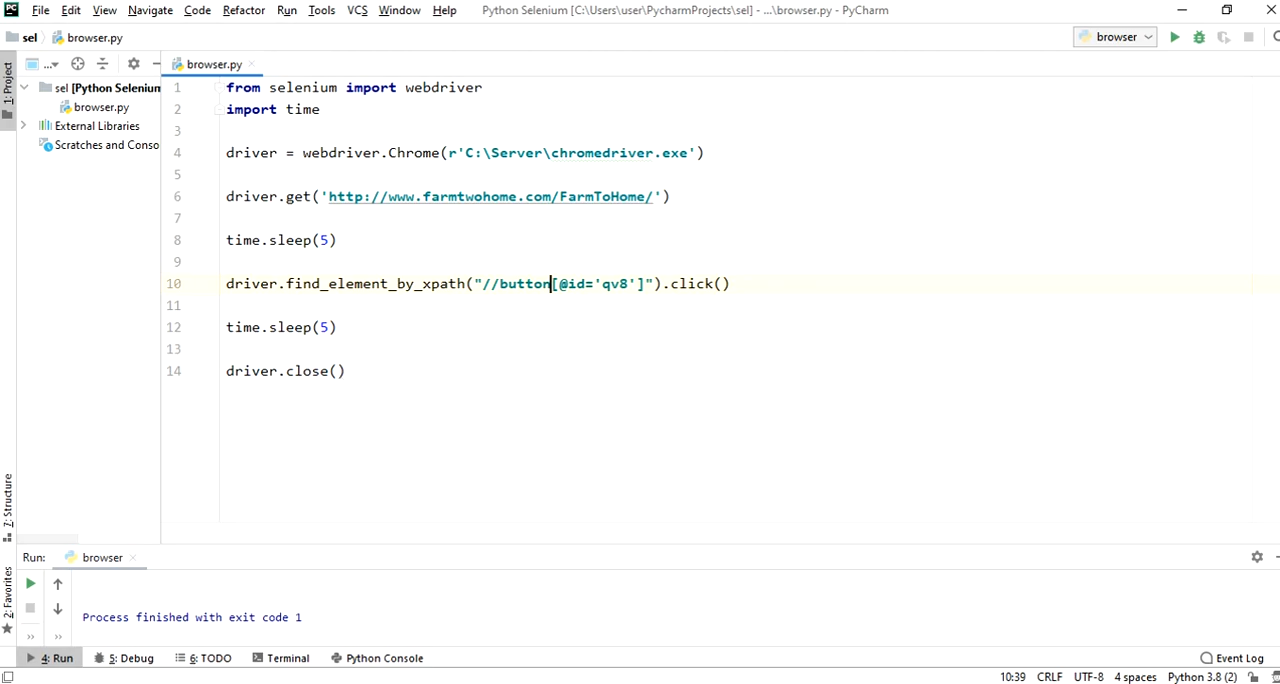 PC File Edit View Navigate Code Refactor Run Tools VCS Window Help Python Selenium [C:\Users\user\PycharmProjects\sel] - ...\browser.py - PyCharm
sel browser.py browser
1: Project
... browser.py
sel [Python Selenium
browser.py
External Libraries
Scratches and Conso
1 from selenium import webdriver
2 import time
3
4 driver = webdriver.Chrome(r'C:\Server\chromedriver.exe')
5
6 driver.get('http://www.farmtwohome.com/FarmToHome/')
7
8 time.sleep(5)
9
10 driver.find_element_by_xpath("//button[@id='qv8']").click()
11
12 time.sleep(5)
13
14 driver.close()
7: Structure
2: Favorites
Run: browser
Process finished with exit code 1
4: Run 5: Debug 6: TODO Terminal Python Console Event Log
10:39 CRLF UTF-8 4 spaces Python 3.8 (2)